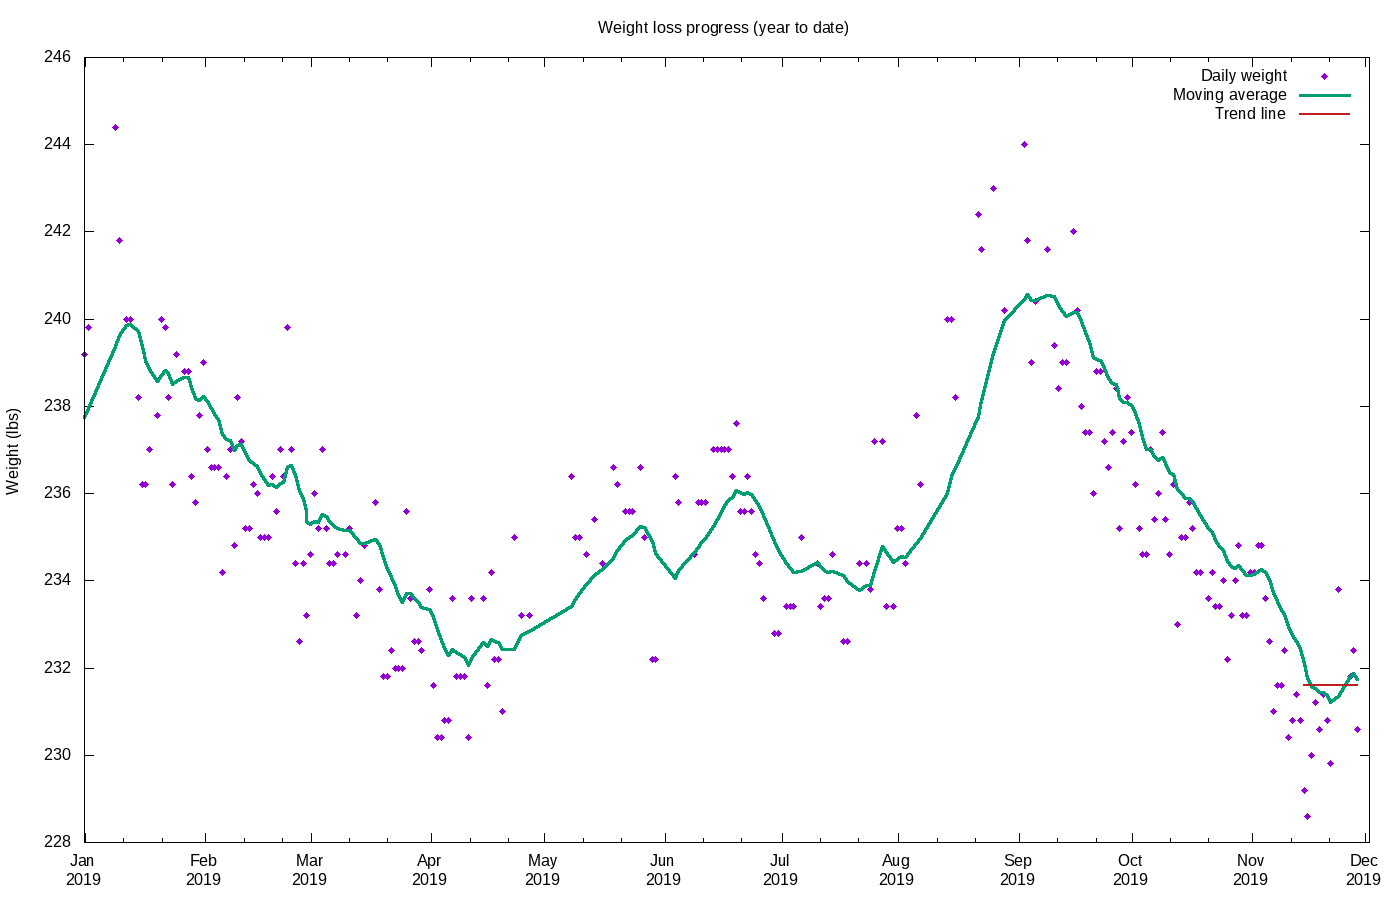 Weight loss progress (year to date)
246
244
242
240
238
236
234
232
230
228
Weight (lbs)
Daily weight
Moving average
Trend line
Jan Feb Mar Apr May Jun Jul Aug Sep Oct Nov Dec
2019 2019 2019 2019 2019 2019 2019 2019 2019 2019 2019 2019